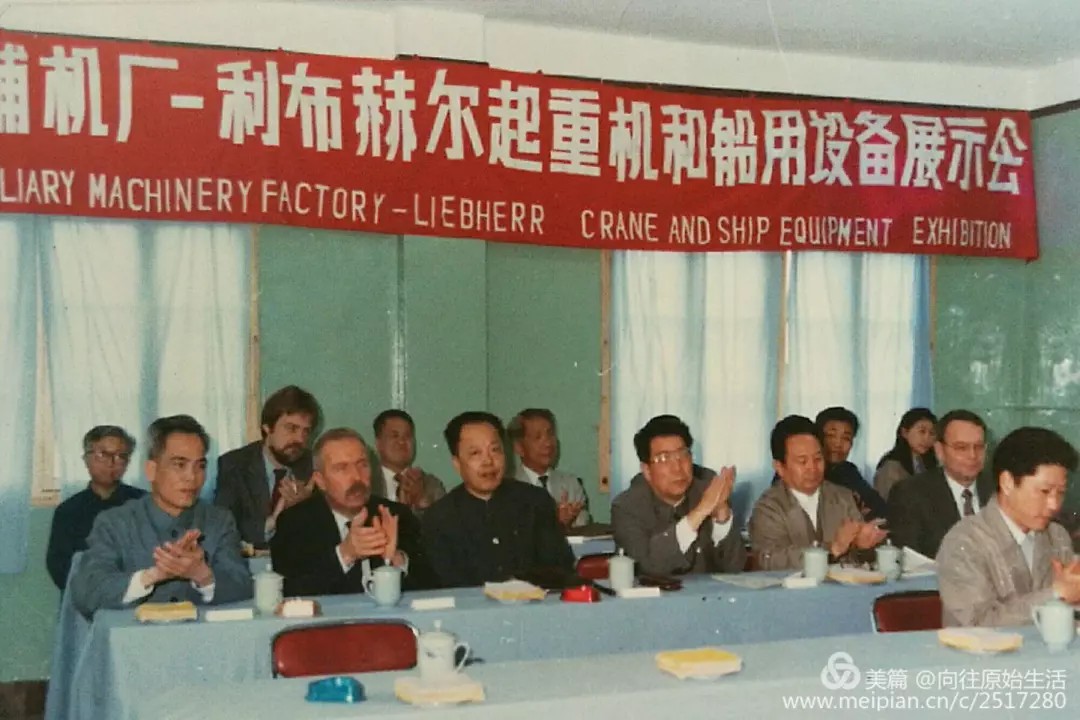 辅机厂-利布赫尔起重机和船用设备展示会
LIARY MACHINERY FACTORY-LIEBHERR CRANE AND SHIP EQUIPMENT EXHIBITION
美篇 @向往原始生活
www.meipian.cn/c/2517280